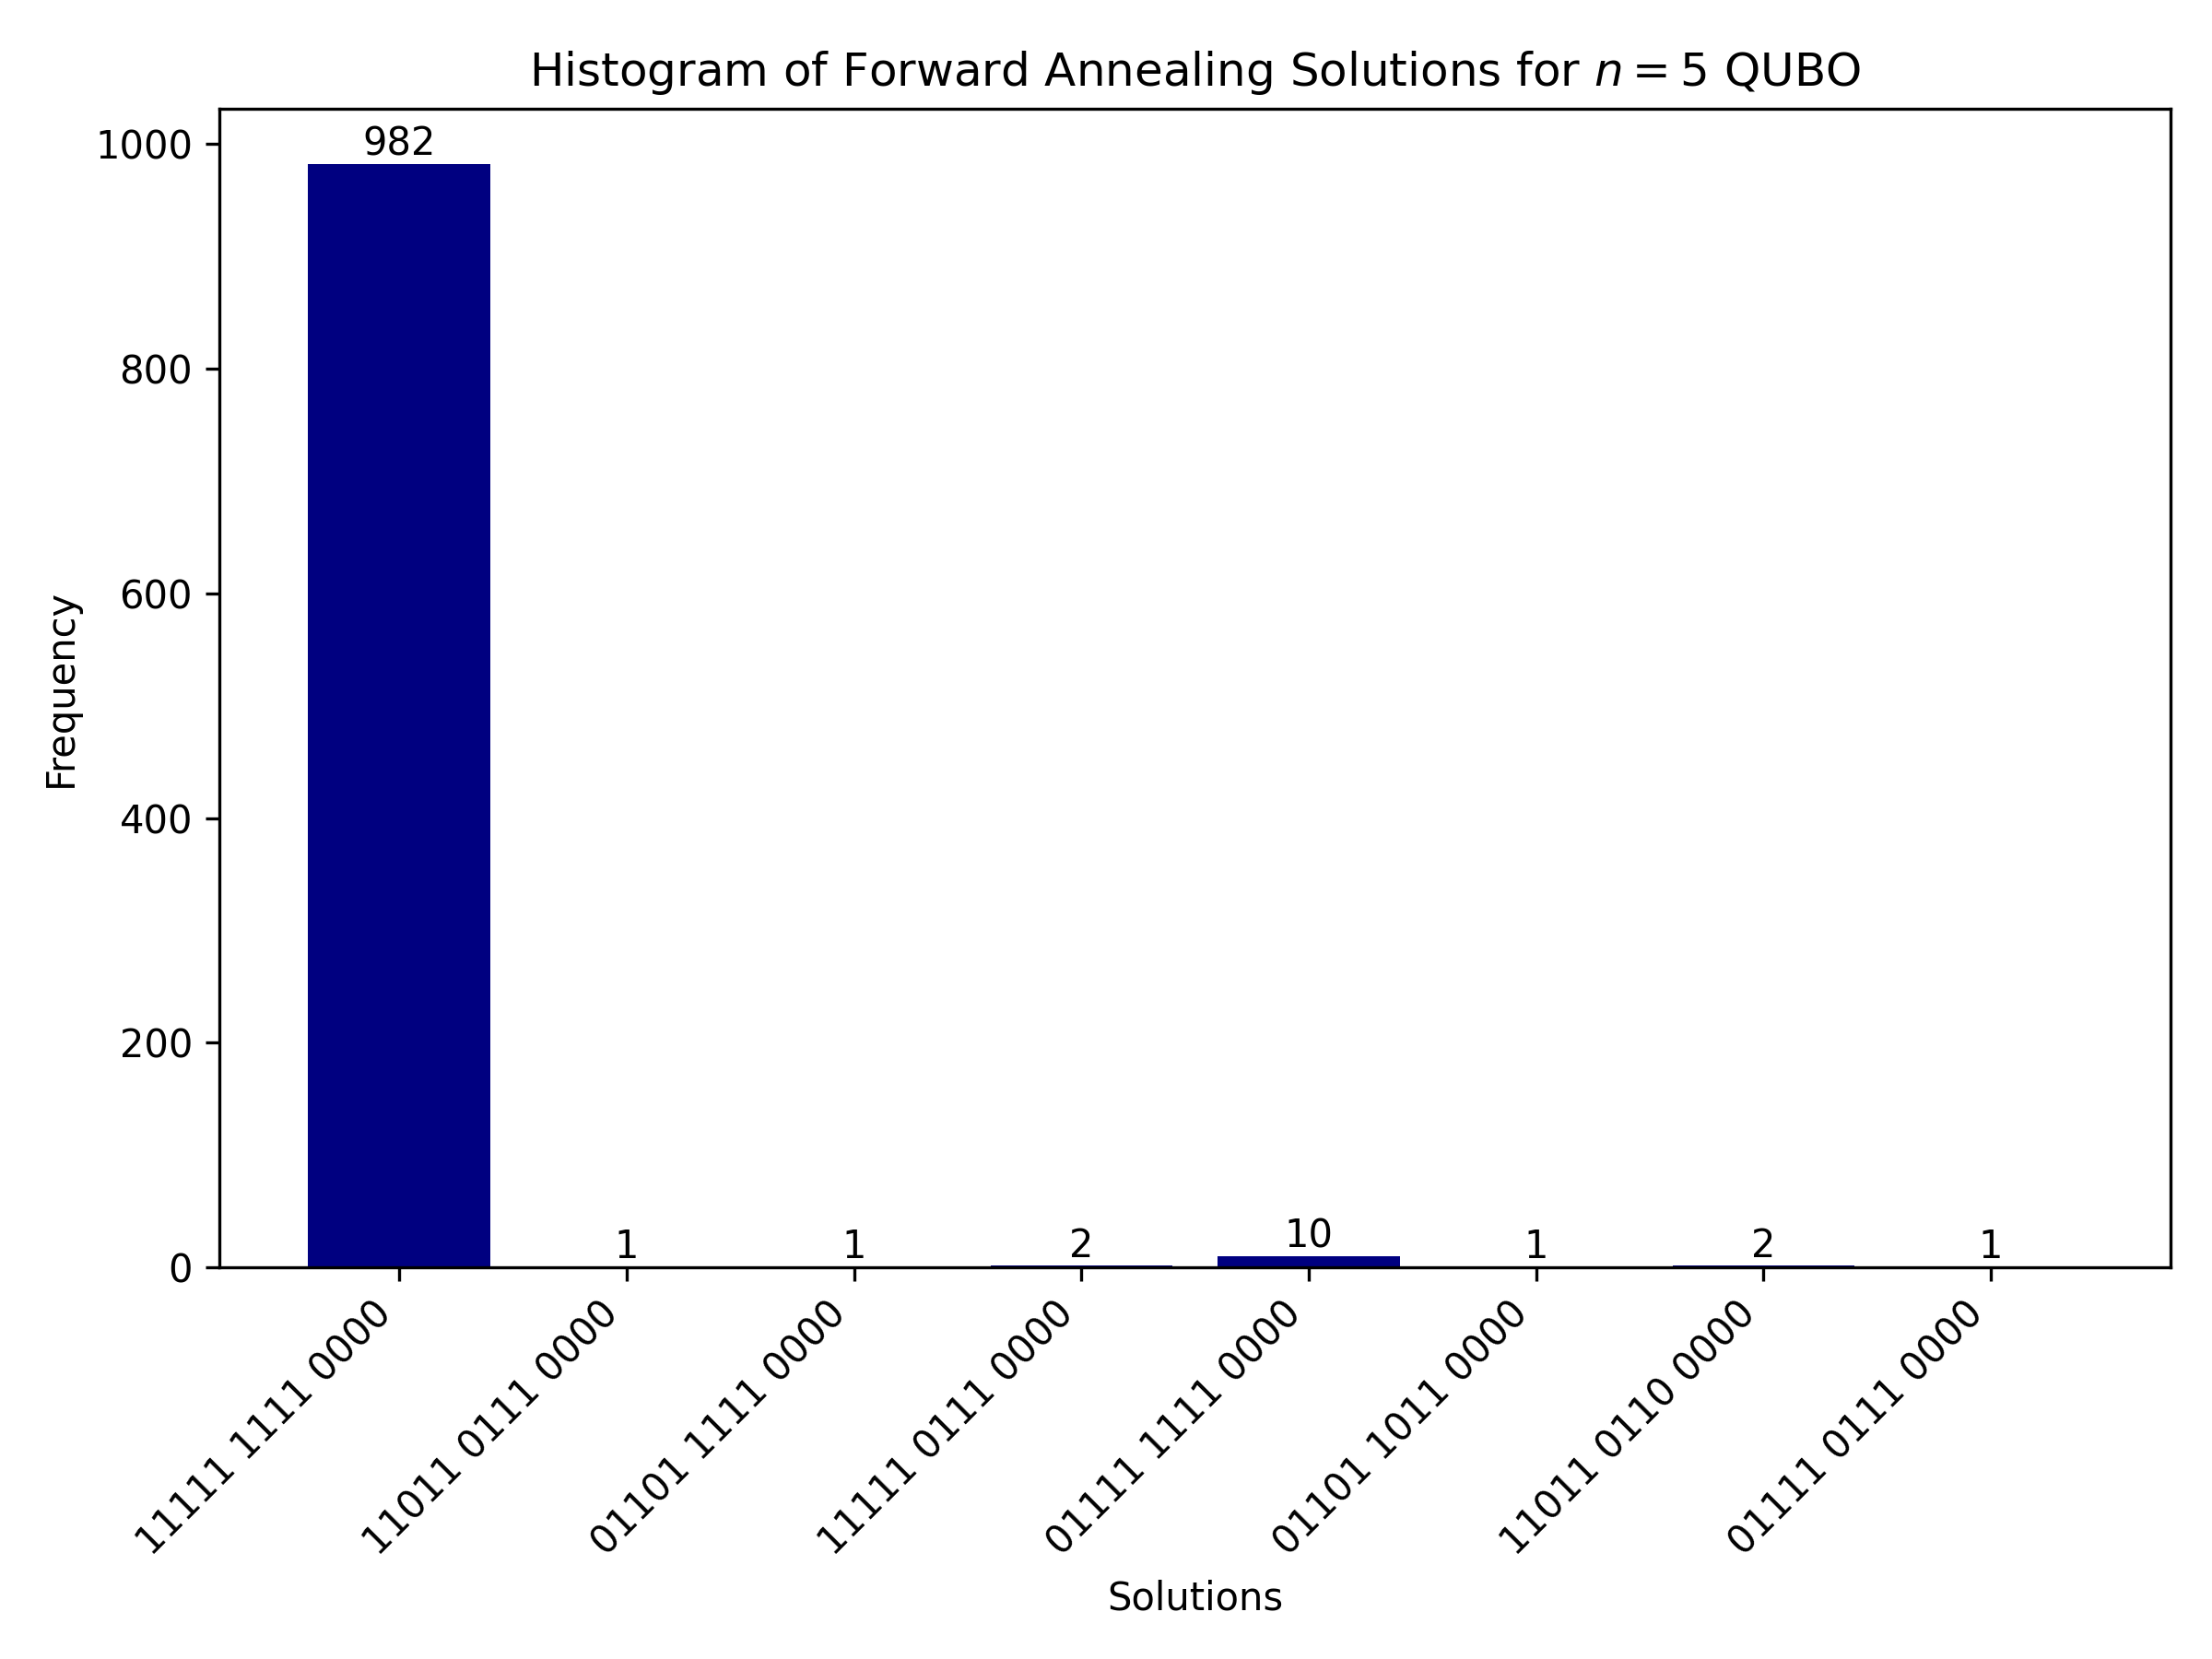 Histogram of Forward Annealing Solutions for n = 5 QUBO
1000
800
600
400
200
0
Frequency
982
1
1
2
10
1
2
1
11111 1111 0000
11011 0111 0000
01101 1111 0000
11111 0111 0000
01111 1111 0000
01101 1011 0000
11011 0110 0000
01111 0111 0000
Solutions